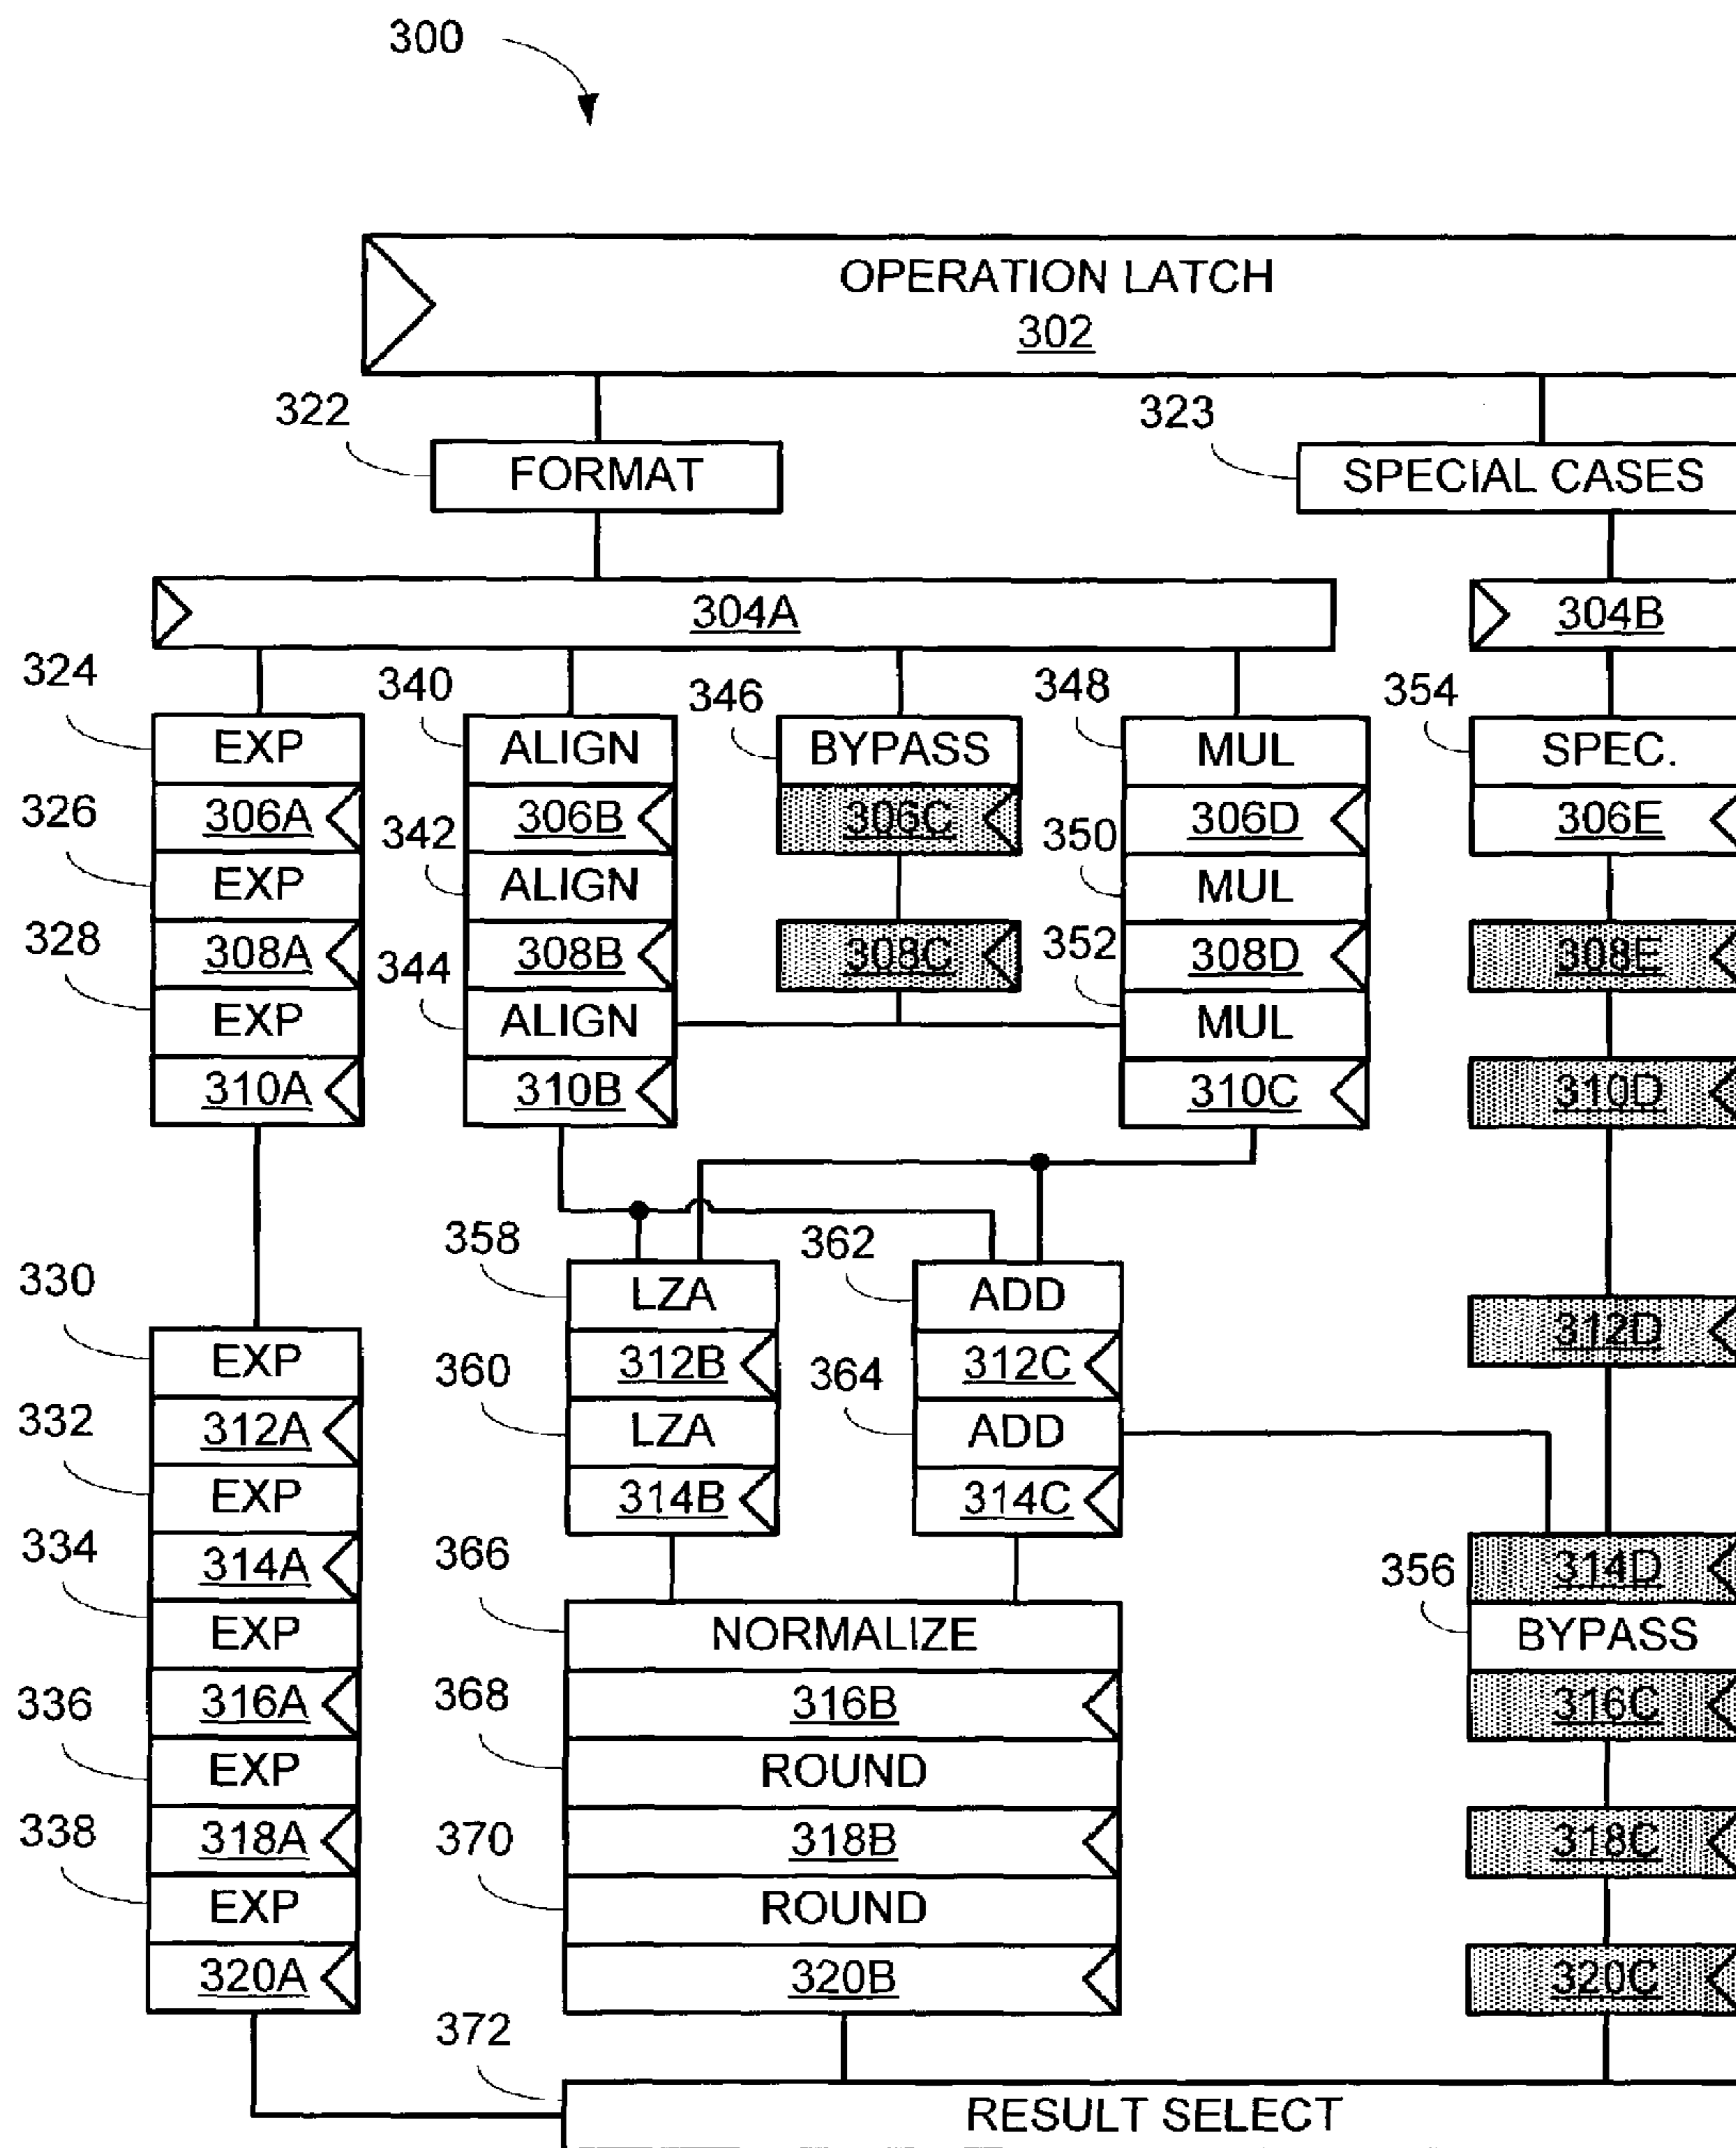 300
OPERATION LATCH
302
322
323
FORMAT
SPECIAL CASES
304A
304B
324
340
346
348
354
EXP
ALIGN
BYPASS
MUL
SPEC.
326
306A
342
306B
306C
350
306D
306E
EXP
ALIGN
MUL
328
308A
344
308B
308C
352
308D
308E
EXP
ALIGN
MUL
310A
310B
310C
310D
358
362
330
LZA
ADD
EXP
312B
312C
312D
360
364
332
312A
LZA
ADD
EXP
314B
314C
334
314A
366
356
314D
EXP
NORMALIZE
BYPASS
336
316A
368
316B
316C
EXP
ROUND
338
318A
370
318B
318C
EXP
ROUND
320A
320B
320C
372
RESULT SELECT